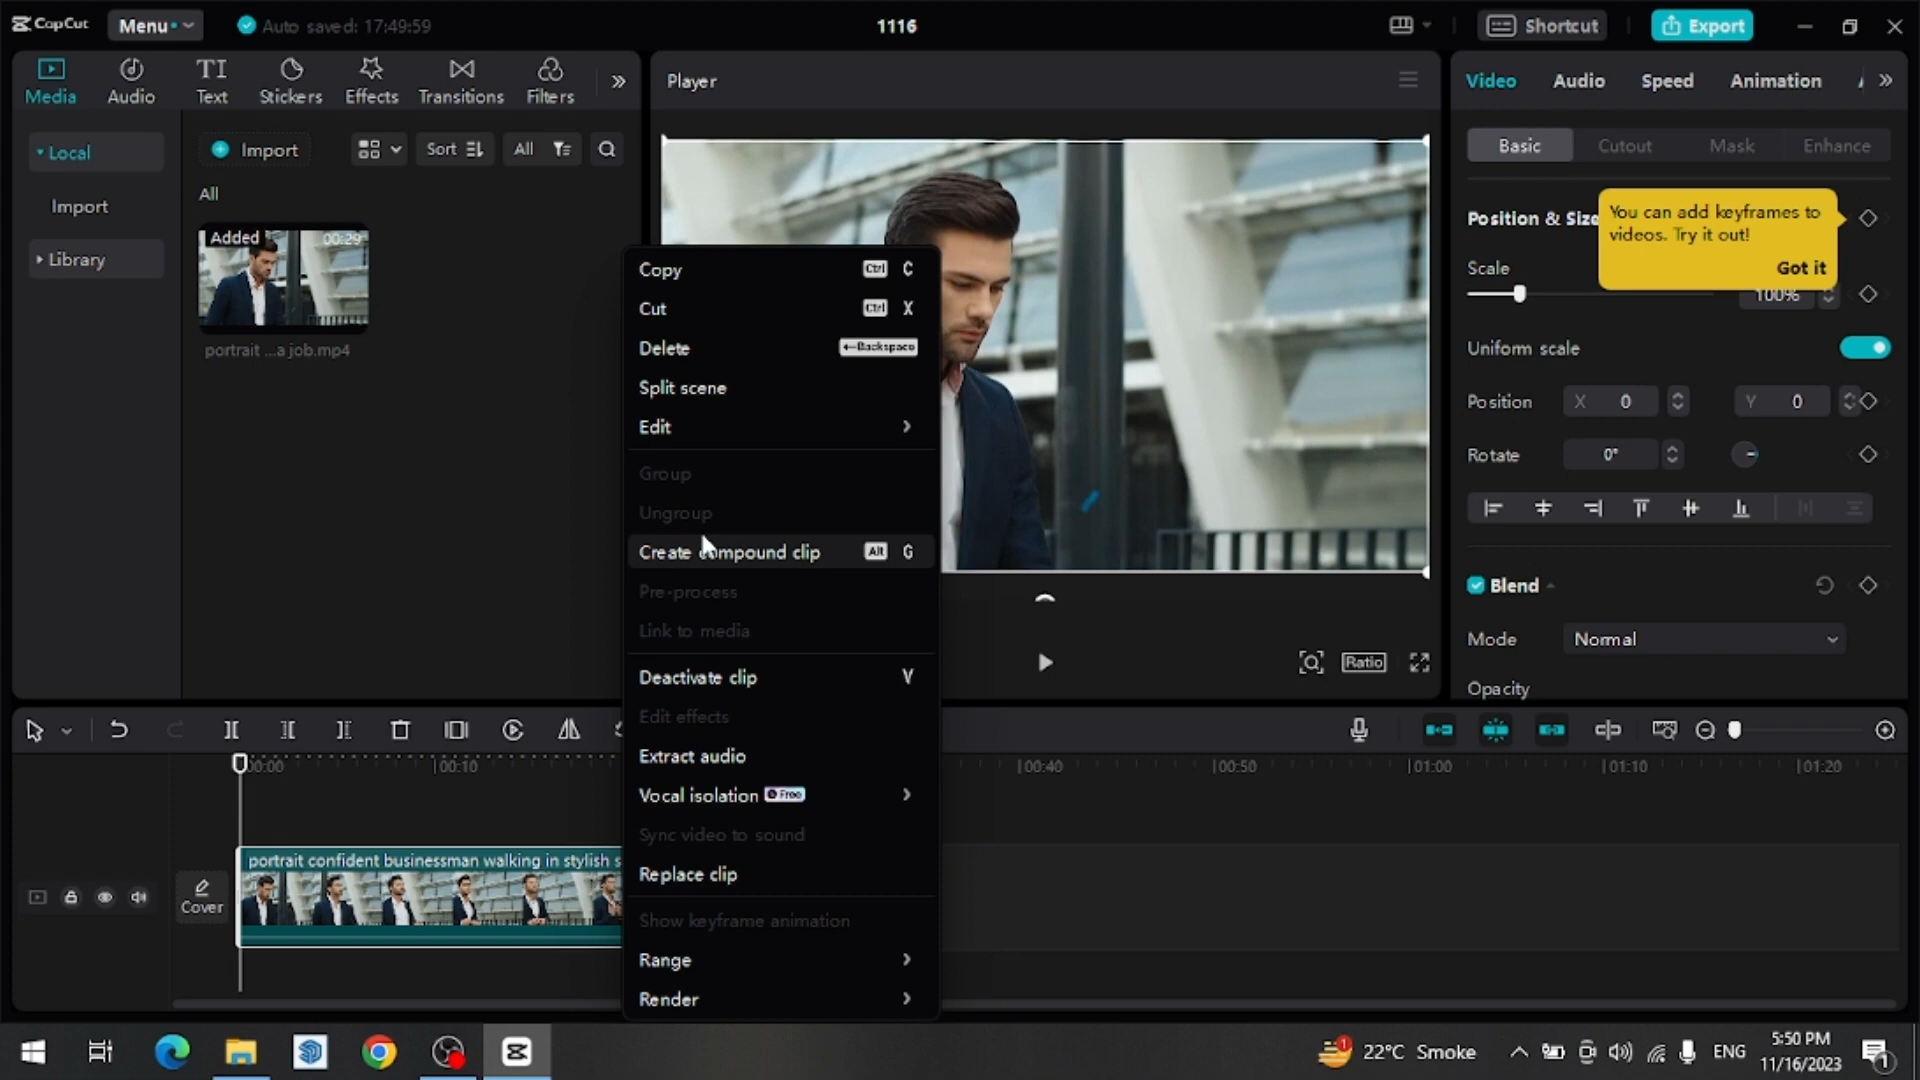 CapCut
Menu
Auto saved: 17:49:59
1116
Shortcut
Export
Media
Audio
TI
Text
Stickers
Effects
Transitions
Filters
Player
Video
Audio
Speed
Animation
Local
Import
Library
Import
Sort
All
All
Added
00:29
portrait ...a job.mp4
Basic
Cutout
Mask
Enhance
Position & Size
You can add keyframes to
videos. Try it out!
Got it
Scale
100%
Uniform scale
Position
X 0
Y 0
Rotate
0°
Blend
Mode
Normal
Opacity
Copy Ctrl C
Cut Ctrl X
Delete Backspace
Split scene
Edit
Group
Ungroup
Create compound clip Alt G
Pre-process
Link to media
Deactivate clip V
Edit effects
Extract audio
Vocal isolation Free
Sync video to sound
Replace clip
Show keyframe animation
Range
Render
Ratio
00:00
00:10
00:40
00:50
01:00
01:10
01:20
Cover
portrait confident businessman walking in stylish s
1
22°C Smoke
ENG
5:50 PM
11/16/2023
1